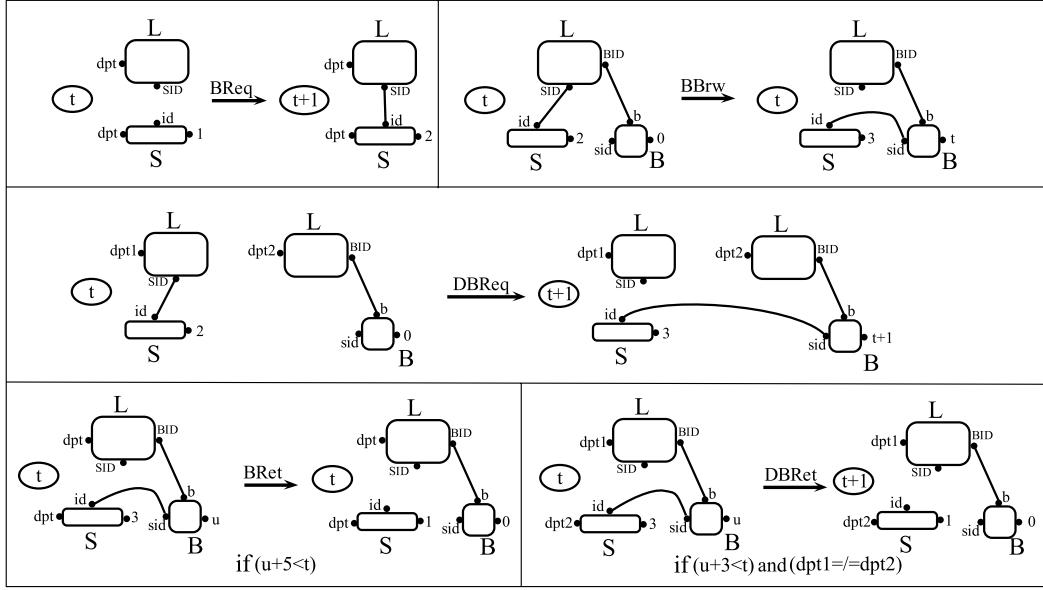 L L
dpt SID t BReq t+1 dpt SID
id dpt 1 S
id dpt 2 S
L BID SID t BBrw t L BID SID
id 2 S b sid 0 B
id 3 S b sid t B
L L
dpt1 SID dpt2 BID t DBReq t+1 dpt1 SID dpt2 BID
L L
id 2 S b sid 0 B
id 3 S b sid t+1 B
L L
dpt BID SID t BRet t dpt BID SID
id dpt 3 S b sid u B
id dpt 1 S b sid 0 B
if (u+5<t)
L L
dpt1 BID SID t DBRet t+1 dpt1 BID SID
id dpt2 3 S b sid u B
id dpt2 1 S b sid 0 B
if (u+3<t) and (dpt1=/=dpt2)